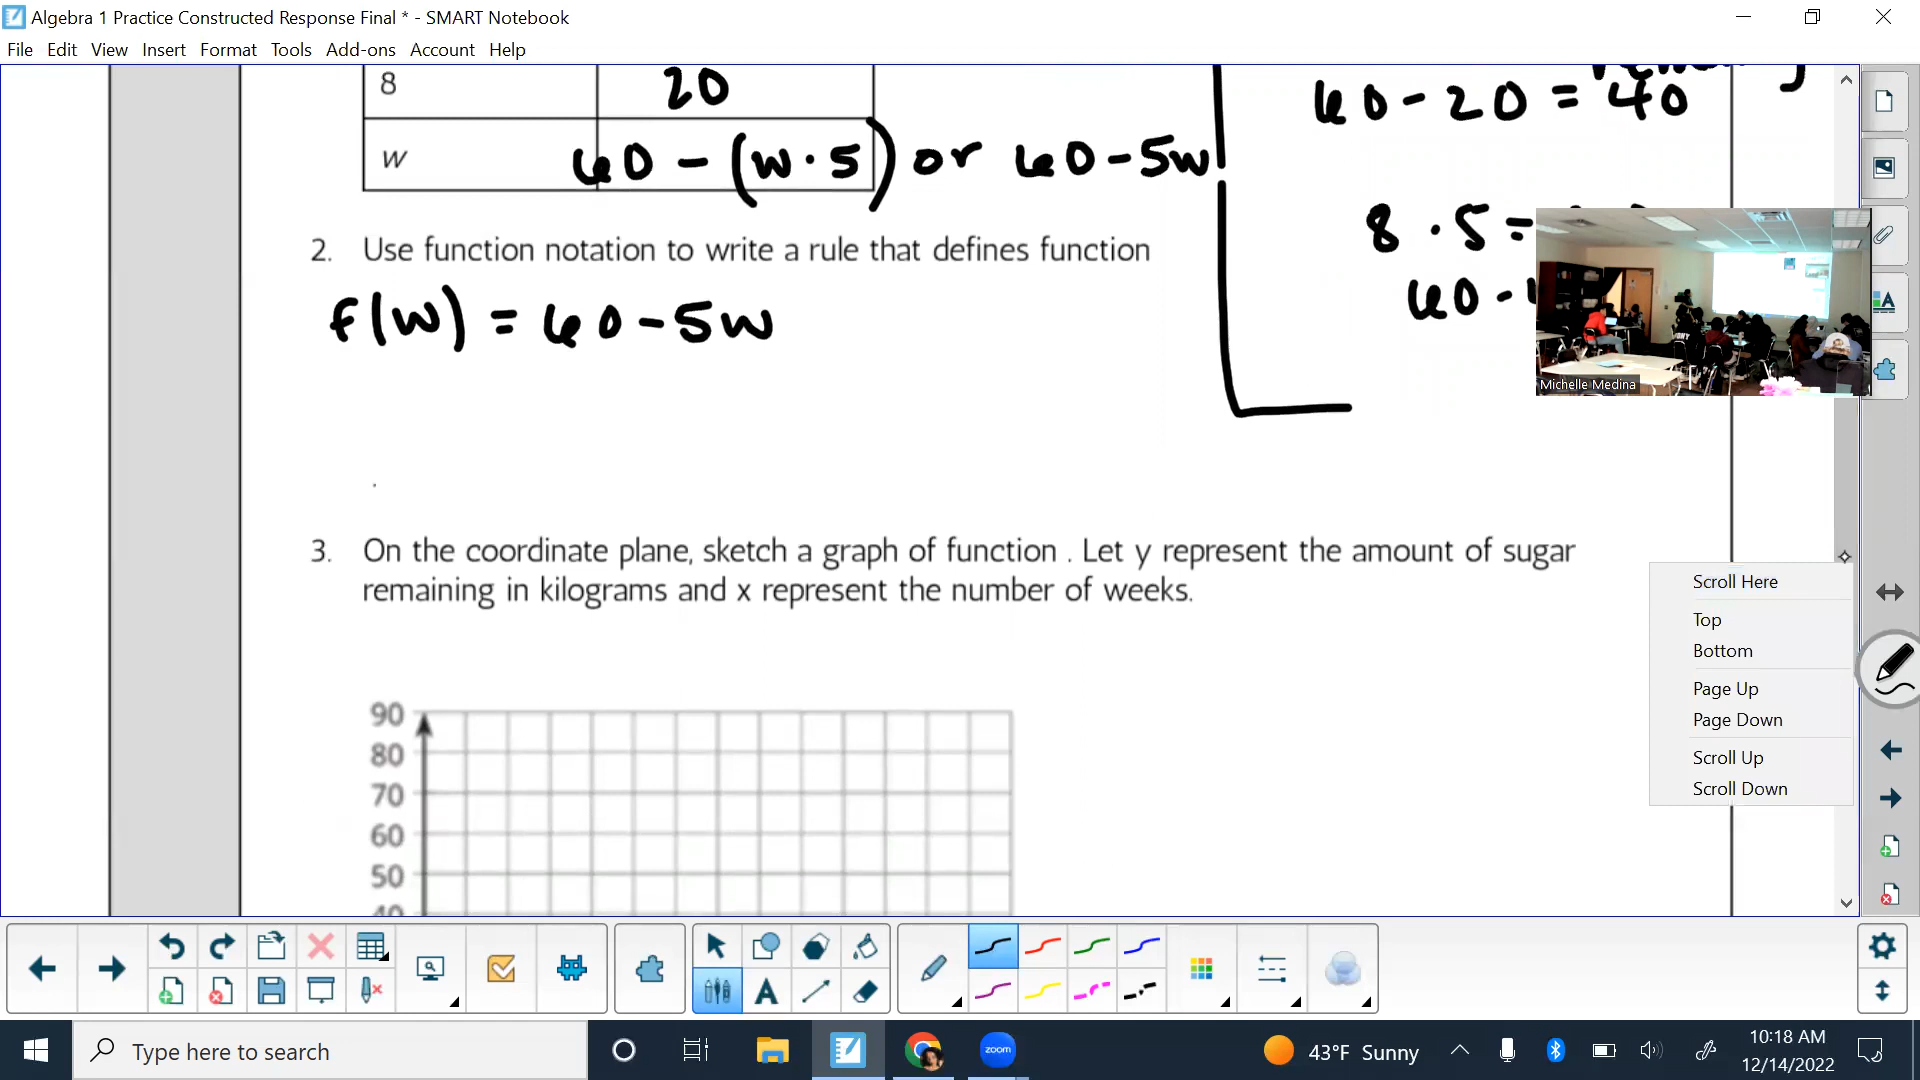 Algebra 1 Practice Constructed Response Final * - SMART Notebook
File Edit View Insert Format Tools Add-ons Account Help
8 20
60 - 20 = 40
w 60 - (w · 5) or 60 - 5w
8 · 5 =
2. Use function notation to write a rule that defines function
60 -
f(w) = 60 - 5w
Michelle Medina
3. On the coordinate plane, sketch a graph of function . Let y represent the amount of sugar
remaining in kilograms and x represent the number of weeks.
Scroll Here
Top
Bottom
Page Up
Page Down
Scroll Up
Scroll Down
90
80
70
60
50
40
Type here to search
zoom
43°F Sunny
10:18 AM
12/14/2022